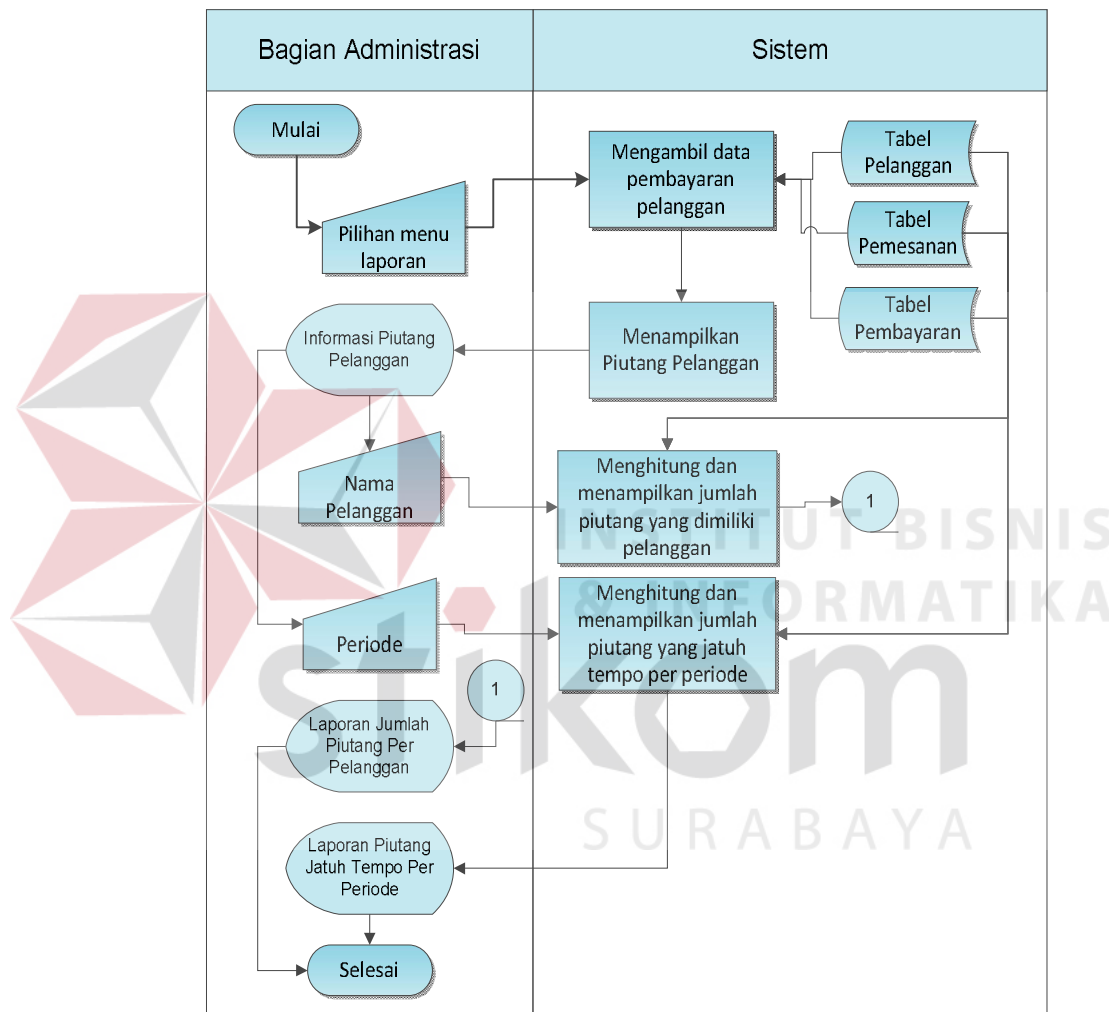 Bagian Administrasi
Sistem
Mulai
Pilihan menu
laporan
Mengambil data
pembayaran
pelanggan
Tabel
Pelanggan
Tabel
Pemesanan
Tabel
Pembayaran
Informasi Piutang
Pelanggan
Menampilkan
Piutang Pelanggan
Nama
Pelanggan
Menghitung dan
menampilkan jumlah
piutang yang dimiliki
pelanggan
1
Periode
Menghitung dan
menampilkan jumlah
piutang yang jatuh
tempo per periode
1
Laporan Jumlah
Piutang Per
Pelanggan
Laporan Piutang
Jatuh Tempo Per
Periode
Selesai
INSTITUT BISNIS
& INFORMATIKA
stikom
SURABAYA